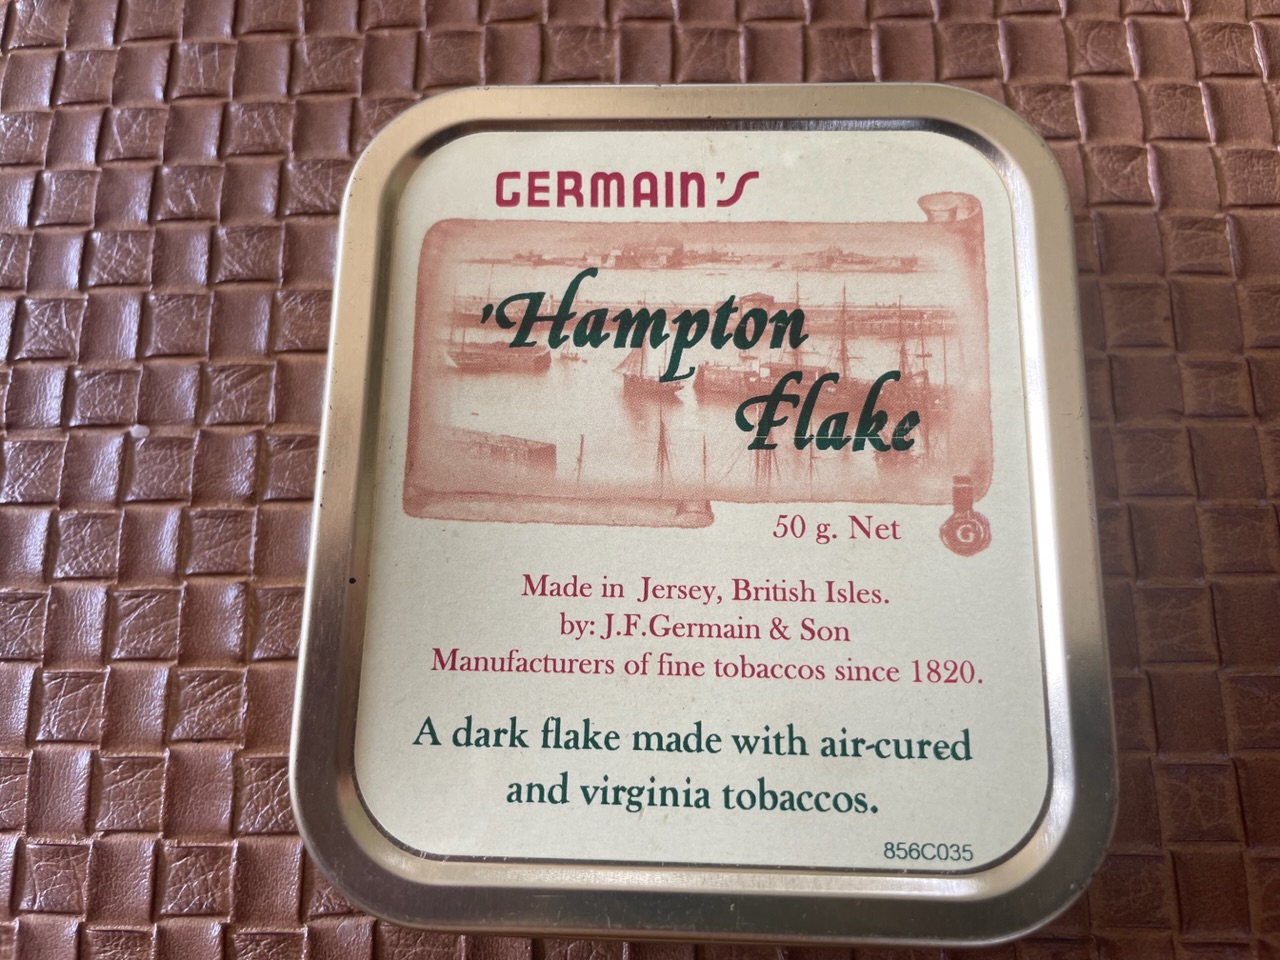 GERMAIN'S
'Hampton
Flake
50 g. Net
G
Made in Jersey, British Isles.
by: J.F.Germain & Son
Manufacturers of fine tobaccos since 1820.
A dark flake made with air-cured
and virginia tobaccos.
856C035